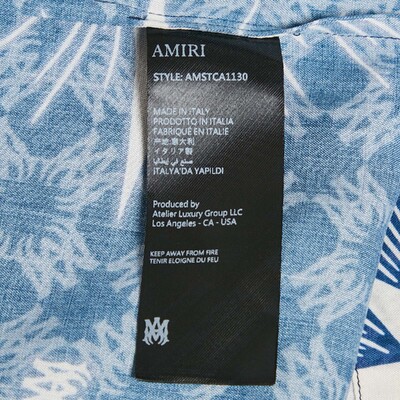 AMIRI
STYLE: AMSTCA1130
MADE IN ITALY
PRODOTTO IN ITALIA
FABRIQUÉ EN ITALIE
产地:意大利
イタリア製
صنع في إيطاليا
ITALYA'DA YAPILDI
Produced by
Atelier Luxury Group LLC
Los Angeles - CA - USA
KEEP AWAY FROM FIRE
TENIR ELOIGNE DU FEU